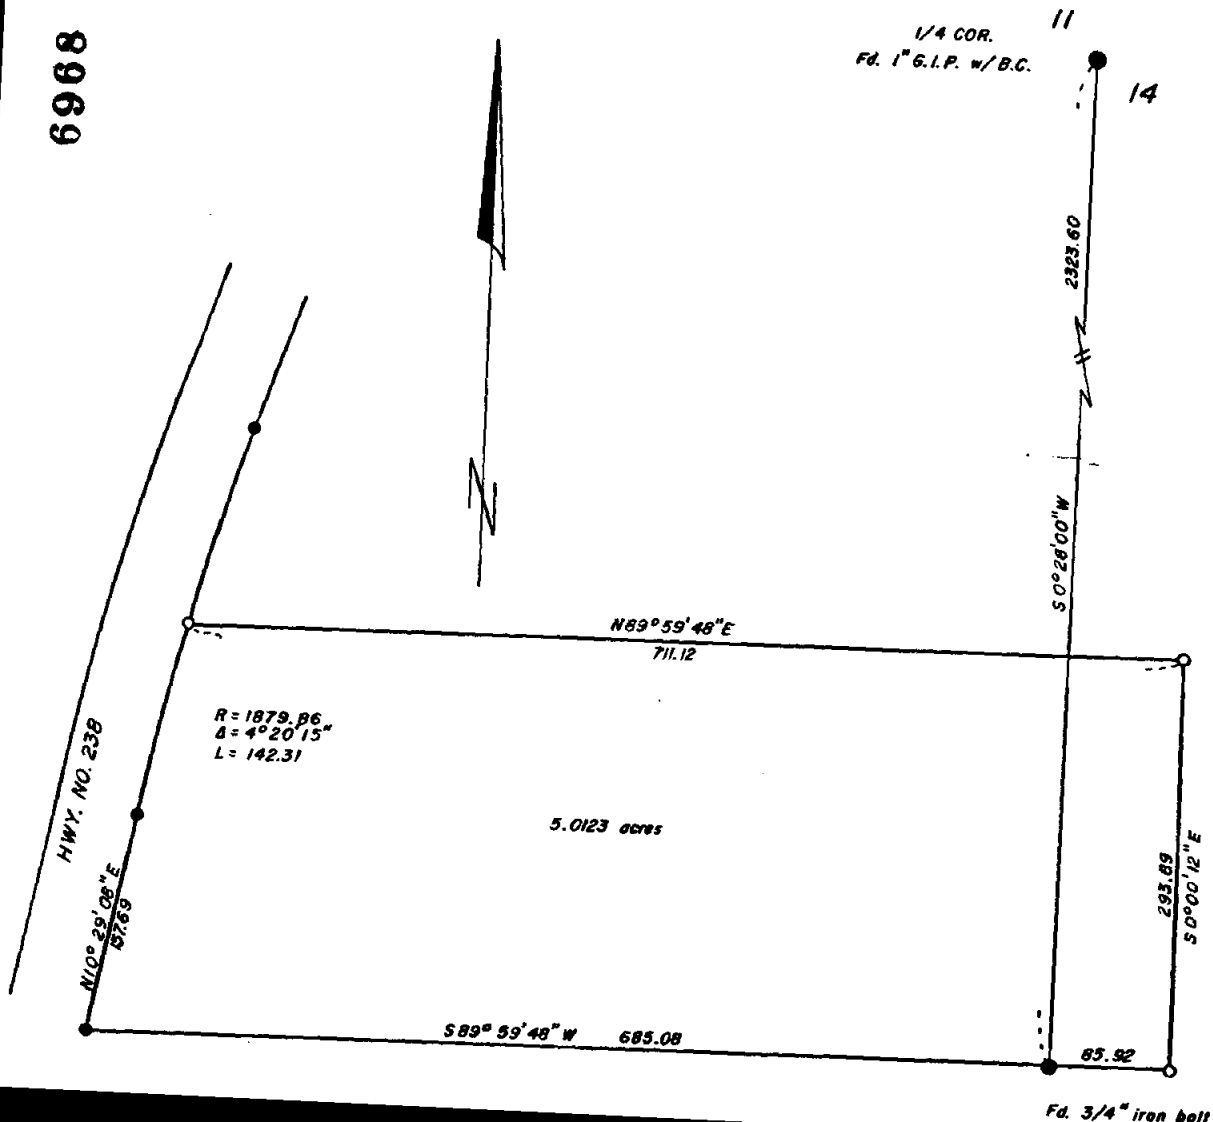 6968
11
1/4 COR.
Fd. 1" G.I.P. w/ B.C.
14
2323.60
S 0° 28' 00" W
N 89° 59' 48" E
711.12
R = 1879.86
Δ = 4° 20' 15"
L = 142.31
HWY. NO. 238
5.0123 acres
N 10° 29' 08" E
157.69
293.89
S 0° 00' 12" E
S 89° 59' 48" W 685.08
85.92
Fd. 3/4" iron bolt
N